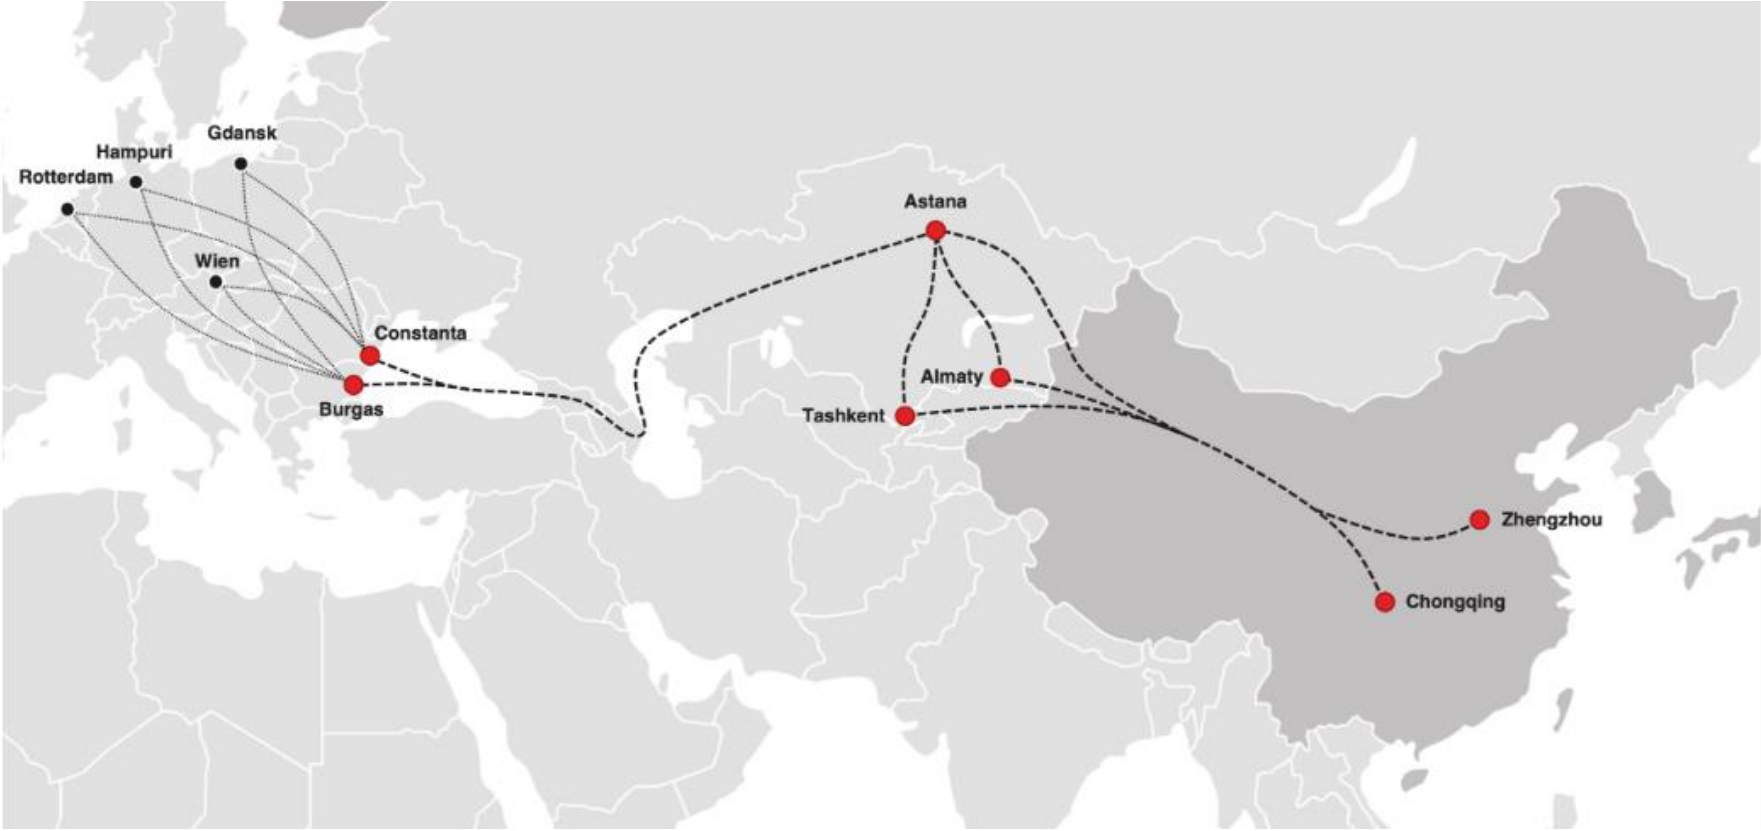 Gdansk
Hampuri
Rotterdam
Astana
Wien
Constanta
Almaty
Burgas
Tashkent
Zhengzhou
Chongqing